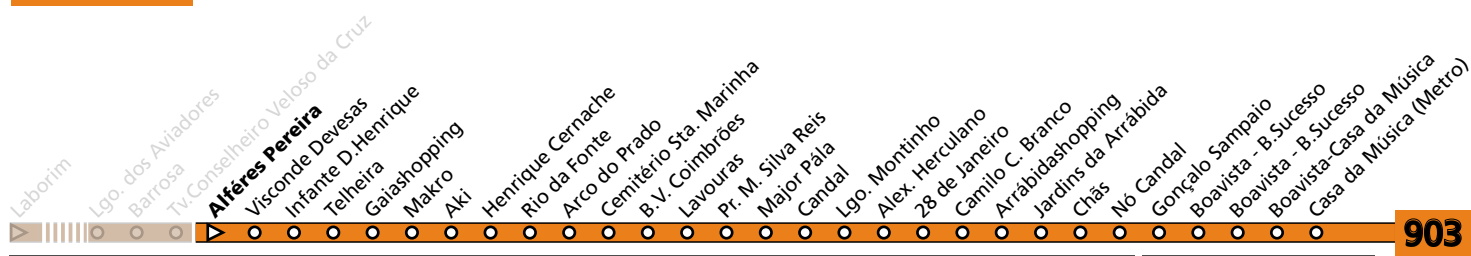 Laborim
Lgo. dos Aviadores
Barrosa
Tv.Conselheiro Veloso da Cruz
Alféres Pereira
Visconde Devesas
Infante D.Henrique
Telheira
Gaiashopping
Makro
Aki
Henrique Cernache
Rio da Fonte
Arco do Prado
Cemitério Sta. Marinha
B.V. Coimbrões
Lavouras
Pr. M. Silva Reis
Major Pála
Candal
Lgo. Montinho
Alex. Herculano
28 de Janeiro
Camilo C. Branco
Arrábidashopping
Jardins da Arrábida
Chãs
Nó Candal
Gonçalo Sampaio
Boavista - B.Sucesso
Boavista - B.Sucesso
Boavista-Casa da Música
Casa da Música (Metro)
903